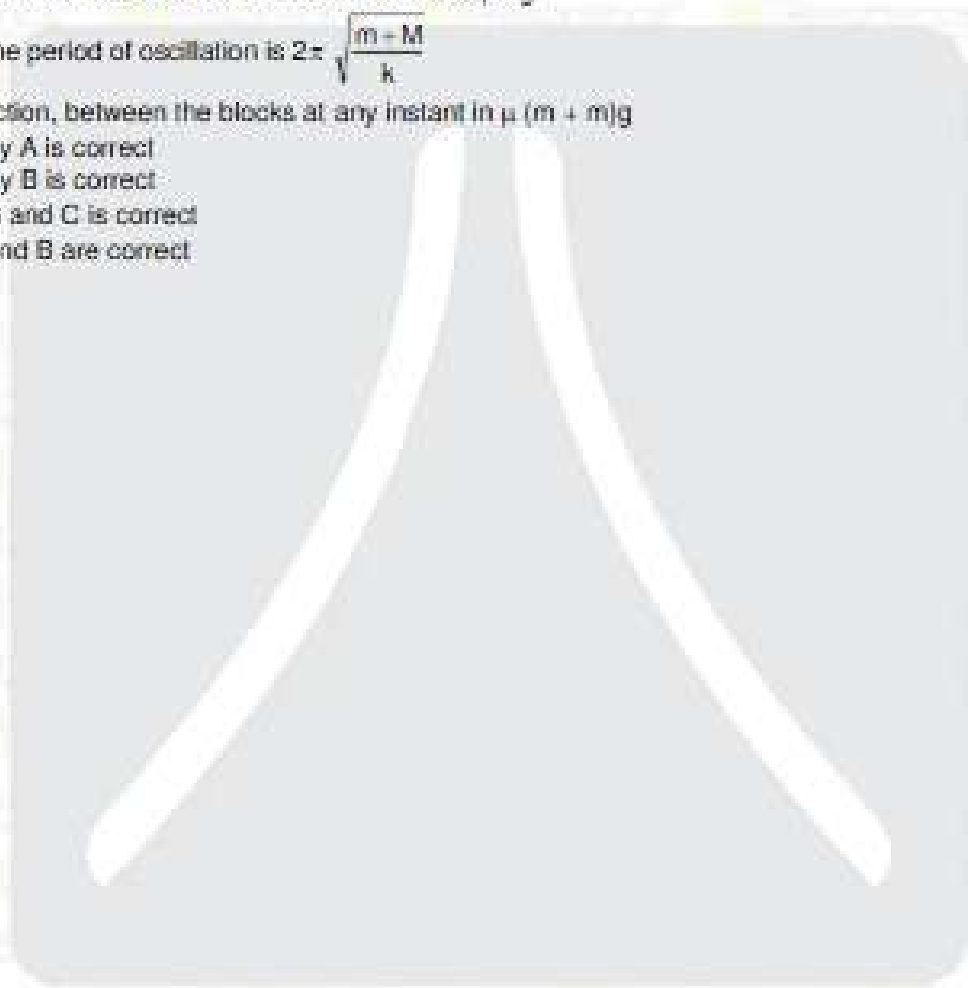 he period of oscillation is 2π √((m + M)/k)
ction, between the blocks at any instant in μ (m + m)g
y A is correct
y B is correct
and C is correct
nd B are correct